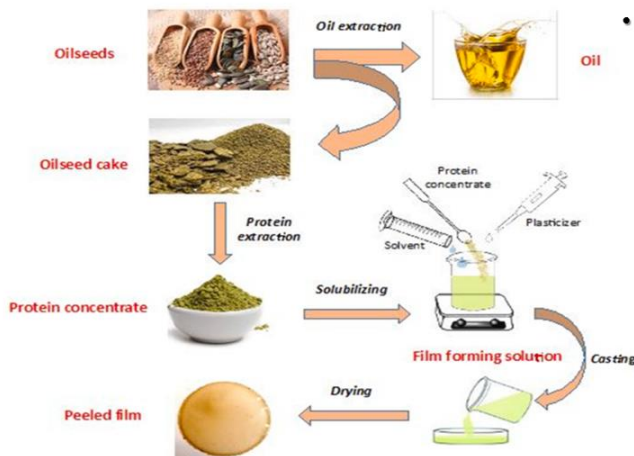 Oilseeds
Oil extraction
Oil
Oilseed cake
Protein
extraction
Protein
concentrate
Solvent
Plasticizer
Protein concentrate
Solubilizing
Film forming solution
Casting
Peeled film
Drying